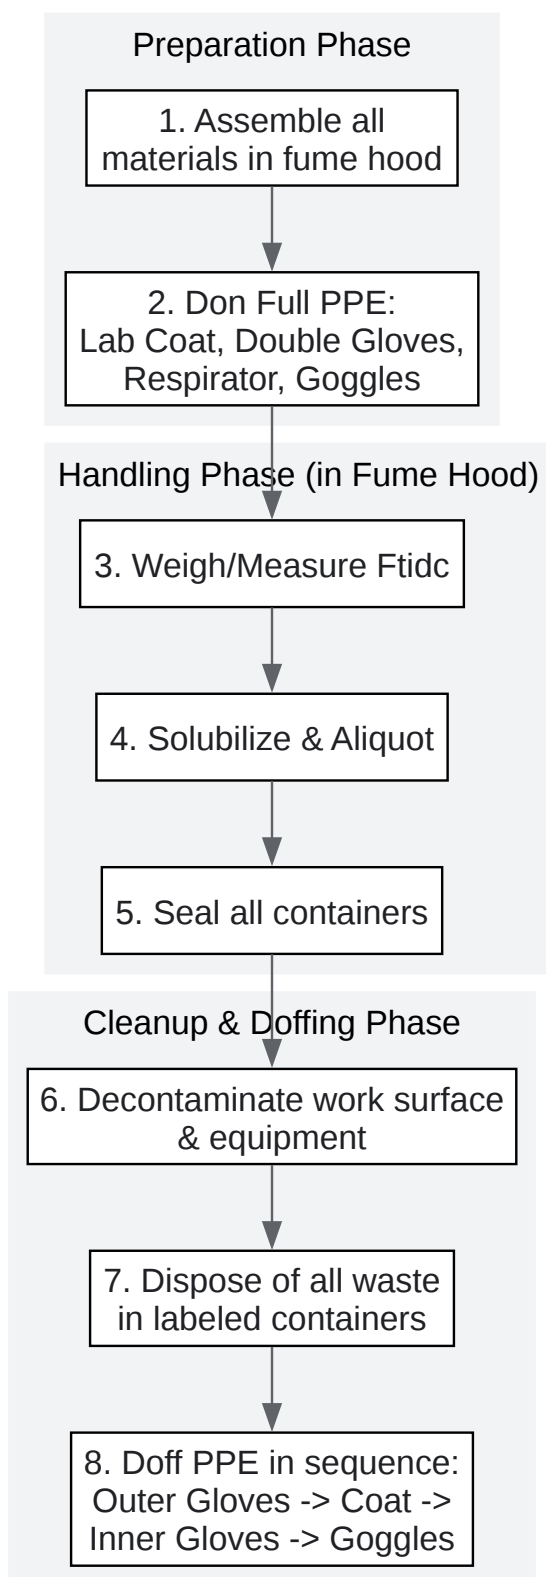 Preparation Phase
1. Assemble all
materials in fume hood
2. Don Full PPE:
Lab Coat, Double Gloves,
Respirator, Goggles
Handling Phase (in Fume Hood)
3. Weigh/Measure Ftidc
4. Solubilize & Aliquot
5. Seal all containers
Cleanup & Doffing Phase
6. Decontaminate work surface
& equipment
7. Dispose of all waste
in labeled containers
8. Doff PPE in sequence:
Outer Gloves -> Coat ->
Inner Gloves -> Goggles